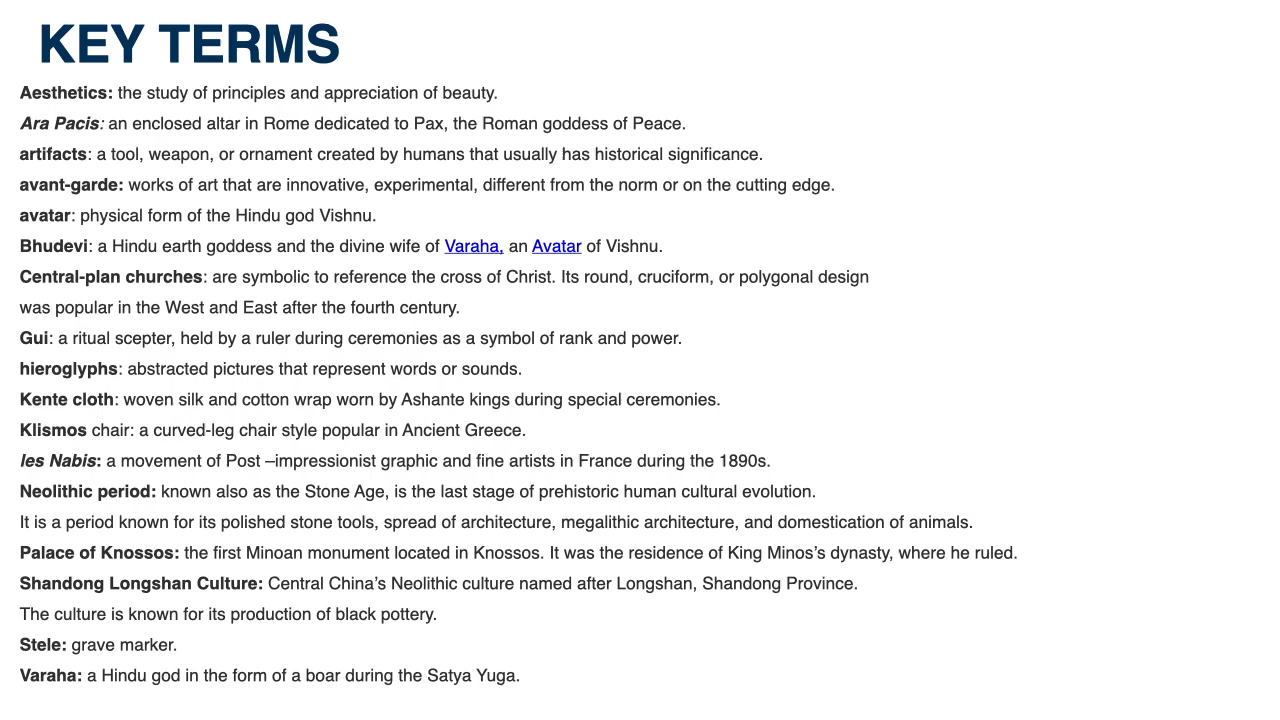 KEY TERMS
Aesthetics: the study of principles and appreciation of beauty.
Ara Pacis: an enclosed altar in Rome dedicated to Pax, the Roman goddess of Peace.
artifacts: a tool, weapon, or ornament created by humans that usually has historical significance.
avant-garde: works of art that are innovative, experimental, different from the norm or on the cutting edge.
avatar: physical form of the Hindu god Vishnu.
Bhudevi: a Hindu earth goddess and the divine wife of Varaha, an Avatar of Vishnu.
Central-plan churches: are symbolic to reference the cross of Christ. Its round, cruciform, or polygonal design
was popular in the West and East after the fourth century.
Gui: a ritual scepter, held by a ruler during ceremonies as a symbol of rank and power.
hieroglyphs: abstracted pictures that represent words or sounds.
Kente cloth: woven silk and cotton wrap worn by Ashante kings during special ceremonies.
Klismos chair: a curved-leg chair style popular in Ancient Greece.
les Nabis: a movement of Post –impressionist graphic and fine artists in France during the 1890s.
Neolithic period: known also as the Stone Age, is the last stage of prehistoric human cultural evolution.
It is a period known for its polished stone tools, spread of architecture, megalithic architecture, and domestication of animals.
Palace of Knossos: the first Minoan monument located in Knossos. It was the residence of King Minos’s dynasty, where he ruled.
Shandong Longshan Culture: Central China’s Neolithic culture named after Longshan, Shandong Province.
The culture is known for its production of black pottery.
Stele: grave marker.
Varaha: a Hindu god in the form of a boar during the Satya Yuga.